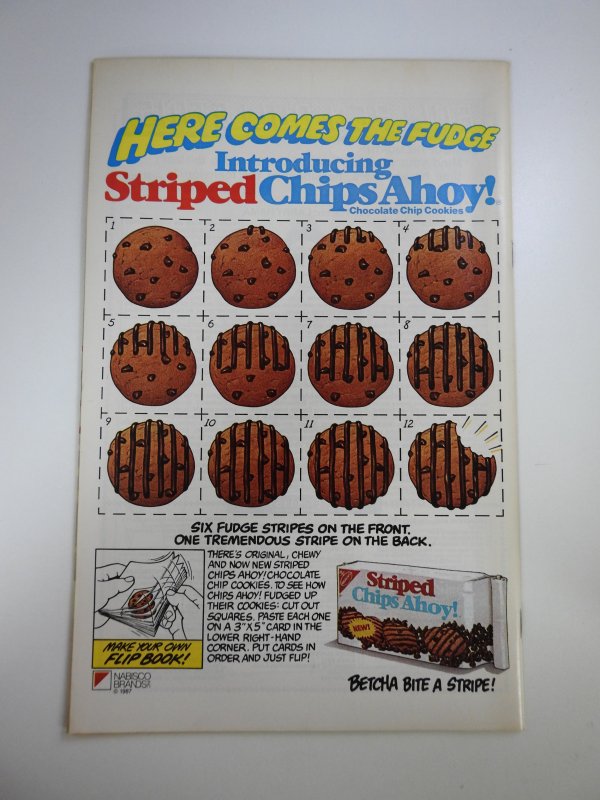 HERE COMES THE FUDGE
Introducing
Striped Chips Ahoy!
Chocolate Chip Cookies
1 2 3 4
5 6 7 8
9 10 11 12
SIX FUDGE STRIPES ON THE FRONT.
ONE TREMENDOUS STRIPE ON THE BACK.
THERE'S ORIGINAL, CHEWY
AND NOW NEW STRIPED
CHIPS AHOY! CHOCOLATE
CHIP COOKIES. TO SEE HOW
CHIPS AHOY! FUDGED UP
THEIR COOKIES: CUT OUT
SQUARES. PASTE EACH ONE
ON A 3"X5" CARD IN THE
LOWER RIGHT-HAND
CORNER. PUT CARDS IN
ORDER AND JUST FLIP!
MAKE YOUR OWN
FLIP BOOK!
Striped
Chips Ahoy!
NEW!
NABISCO
BRANDS
© 1987
BETCHA BITE A STRIPE!